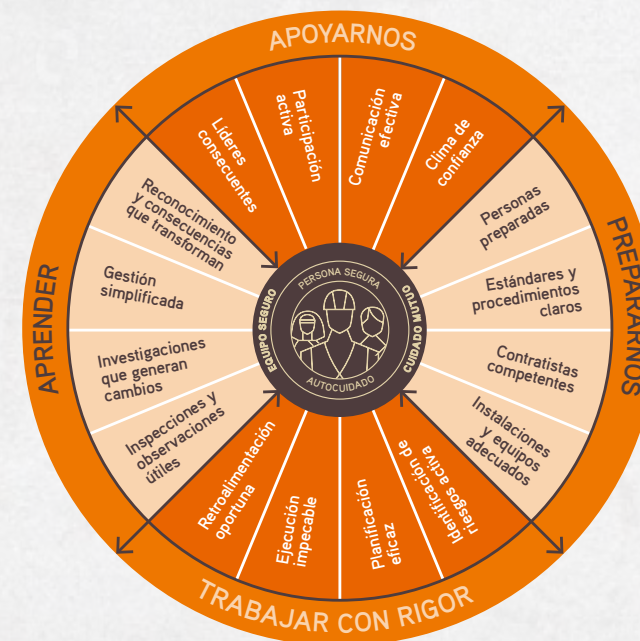 APOYARNOS
Líderes
consecuentes
Participación
activa
Comunicación
efectiva
Clima de
confianza
PREPARARNOS
Personas
preparadas
Estándares y
procedimientos
claros
Contratistas
competentes
Instalaciones
y equipos
adecuados
TRABAJAR CON RIGOR
Identificación de
riesgos activa
Planificación
eficaz
Ejecución
impecable
Retroalimentación
oportuna
APRENDER
Inspecciones y
observaciones
útiles
Investigaciones
que generan
cambios
Gestión
simplificada
Reconocimiento
y consecuencias
que transforman
EQUIPO SEGURO
PERSONA SEGURA
CUIDADO MUTUO
AUTOCUIDADO